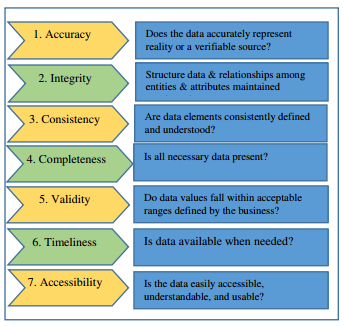 1. Accuracy
Does the data accurately represent
reality or a verifiable source?
2. Integrity
Structure data & relationships among
entities & attributes maintained
3. Consistency
Are data elements consistently defined
and understood?
4. Completeness
Is all necessary data present?
5. Validity
Do data values fall within acceptable
ranges defined by the business?
6. Timeliness
Is data available when needed?
7. Accessibility
Is the data easily accessible,
understandable, and usable?